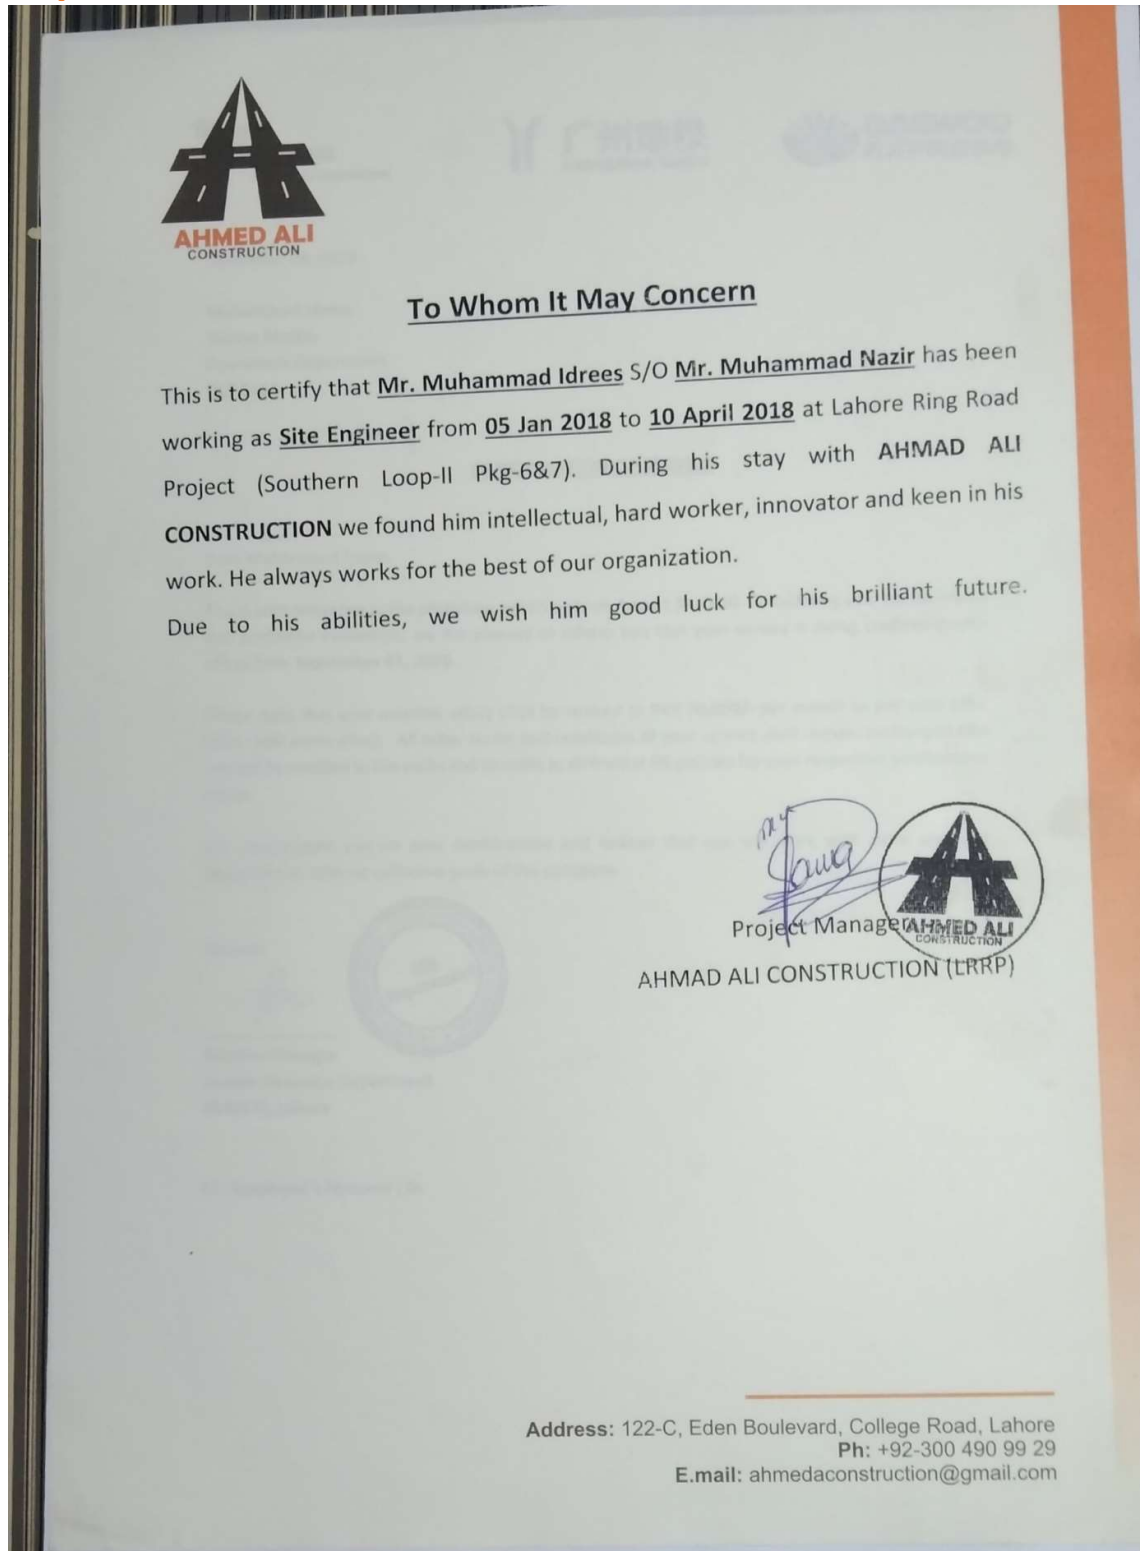 AHMED ALI
CONSTRUCTION
To Whom It May Concern
This is to certify that Mr. Muhammad Idrees S/O Mr. Muhammad Nazir has been
working as Site Engineer from 05 Jan 2018 to 10 April 2018 at Lahore Ring Road
Project (Southern Loop-II Pkg-6&7). During his stay with AHMAD ALI
CONSTRUCTION we found him intellectual, hard worker, innovator and keen in his
work. He always works for the best of our organization.
Due to his abilities, we wish him good luck for his brilliant future.
Project Manager
AHMED ALI
CONSTRUCTION
AHMAD ALI CONSTRUCTION (LRRP)
Address: 122-C, Eden Boulevard, College Road, Lahore
Ph: +92-300 490 99 29
E.mail: ahmedaconstruction@gmail.com